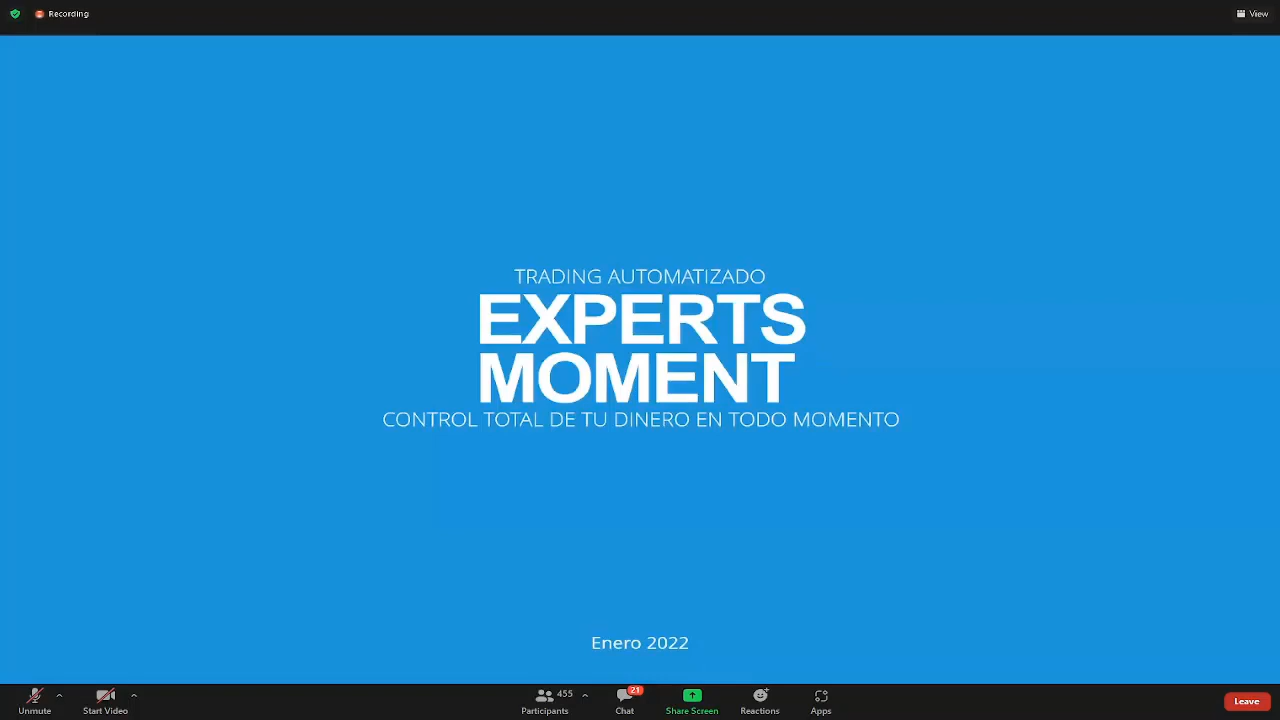 Recording
View
TRADING AUTOMATIZADO
EXPERTS
MOMENT
CONTROL TOTAL DE TU DINERO EN TODO MOMENTO
Enero 2022
455
21
Unmute
Start Video
Participants
Chat
Share Screen
Reactions
Apps
Leave